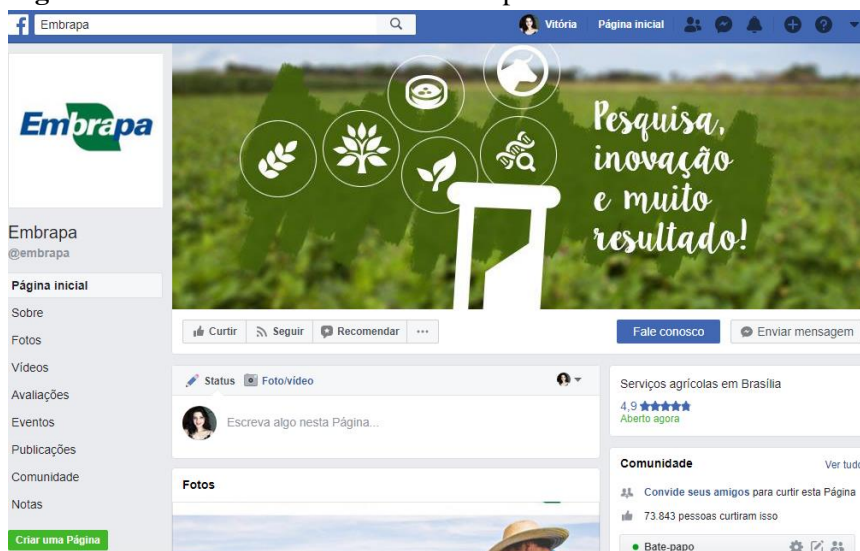 Embrapa
Vitória
Página inicial
Embrapa
Pesquisa,
inovação
e muito
resultado!
Embrapa
@embrapa
Página inicial
Sobre
Fotos
Vídeos
Avaliações
Eventos
Publicações
Comunidade
Notas
Criar uma Página
Curtir
Seguir
Recomendar
Fale conosco
Enviar mensagem
Status
Foto/vídeo
Escreva algo nesta Página...
Fotos
Serviços agrícolas em Brasília
4,9
Aberto agora
Comunidade
Ver tudo
Convide seus amigos para curtir esta Página
73.843 pessoas curtiram isso
Bate-papo